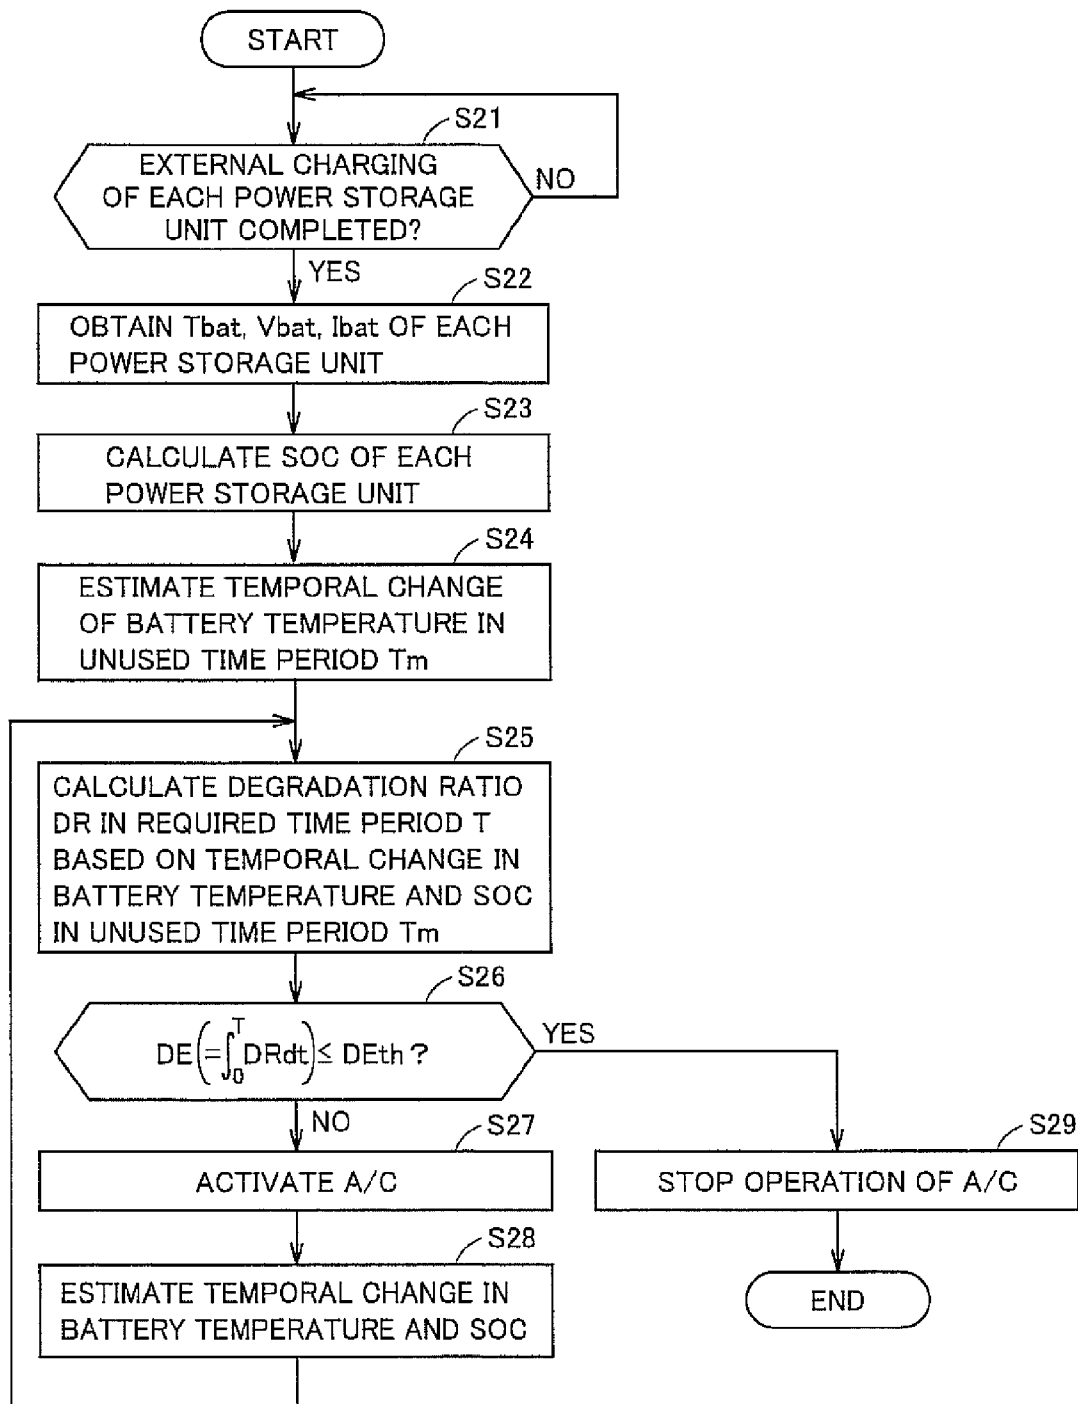 START
S21
EXTERNAL CHARGING
OF EACH POWER STORAGE
UNIT COMPLETED?
NO
YES
S22
OBTAIN Tbat, Vbat, Ibat OF EACH
POWER STORAGE UNIT
S23
CALCULATE SOC OF EACH
POWER STORAGE UNIT
S24
ESTIMATE TEMPORAL CHANGE
OF BATTERY TEMPERATURE IN
UNUSED TIME PERIOD Tm
S25
CALCULATE DEGRADATION RATIO
DR IN REQUIRED TIME PERIOD T
BASED ON TEMPORAL CHANGE IN
BATTERY TEMPERATURE AND SOC
IN UNUSED TIME PERIOD Tm
S26
DE(=∫₀ᵀDRdt)≤ DEth ?
YES
NO
S27
ACTIVATE A/C
S29
STOP OPERATION OF A/C
S28
ESTIMATE TEMPORAL CHANGE IN
BATTERY TEMPERATURE AND SOC
END